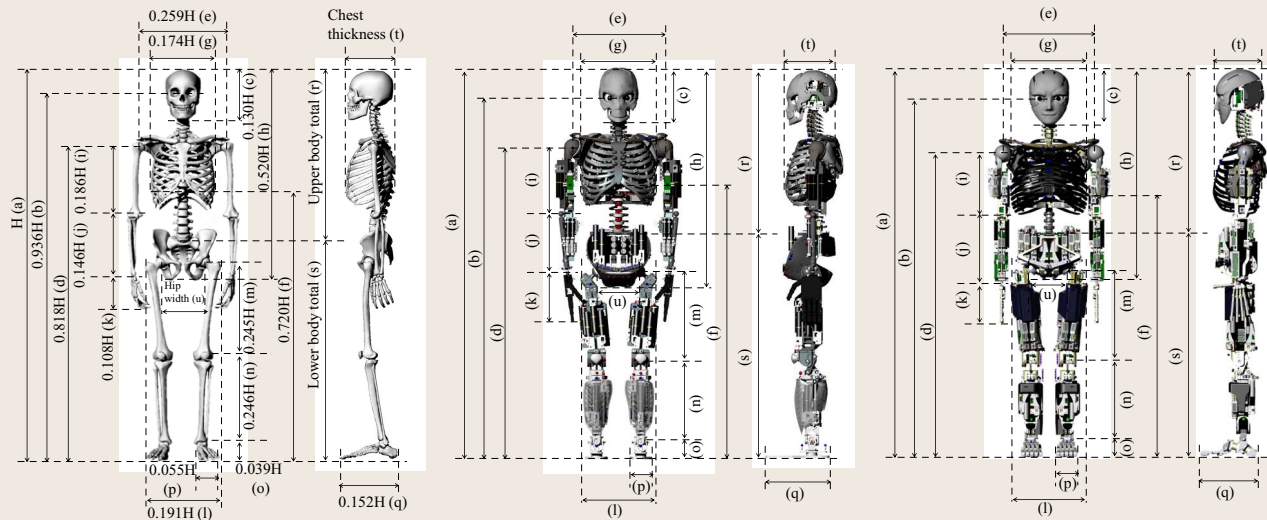 0.259H (e)
0.174H (g)
Chest
thickness (t)
H (a)
0.936H (b)
0.818H (d)
0.186H (i)
0.146H (j)
0.108H (k)
0.130H (c)
0.520H (h)
Hip
width (u)
0.245H (m)
0.246H (n)
0.720H (f)
0.055H
(p)
0.039H
(o)
0.191H (l)
Upper body total (r)
Lower body total (s)
0.152H (q)
(e)
(g)
(t)
(a)
(b)
(d)
(i)
(j)
(k)
(c)
(h)
(u)
(m)
(n)
(o)
(f)
(p)
(l)
(r)
(s)
(q)
(e)
(g)
(t)
(a)
(b)
(d)
(i)
(j)
(k)
(c)
(h)
(u)
(m)
(n)
(o)
(f)
(p)
(l)
(r)
(s)
(q)